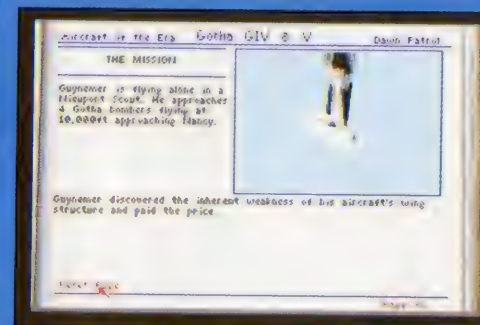 Aircraft of the Era Gotha GIV & V Dawn Patrol
THE MISSION
Guynemer is flying alone in a
Nieuport Scout. He approaches
4 Gotha bombers flying at
10,000ft approaching Nancy.
Guynemer discovered the inherent weakness of his aircraft's wing
structure and paid the price